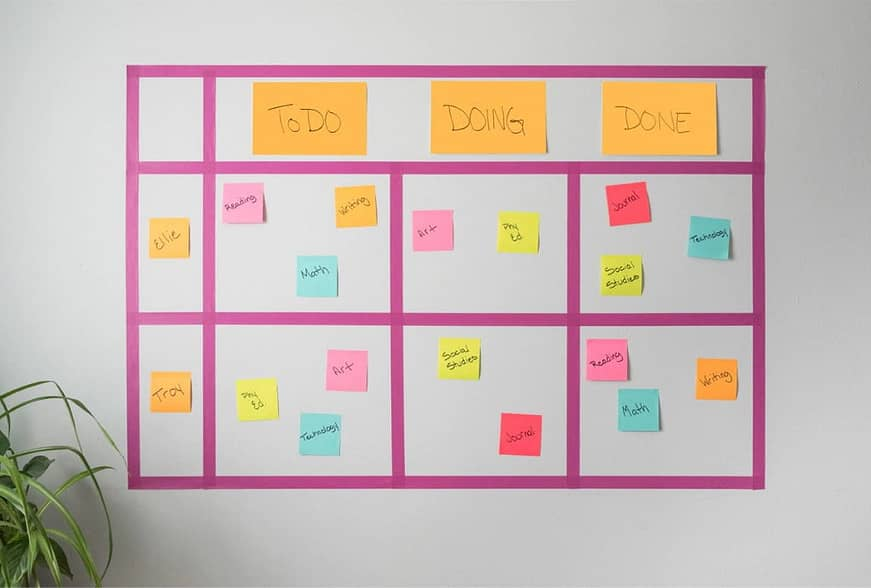 ToDO
DOING
DONE
Ellie
Reading
Writing
Math
Art
Phy
Ed
Journal
Technology
Social
Studies
Troy
Phy
Ed
Art
Technology
Social
Studies
Journal
Reading
Writing
Math